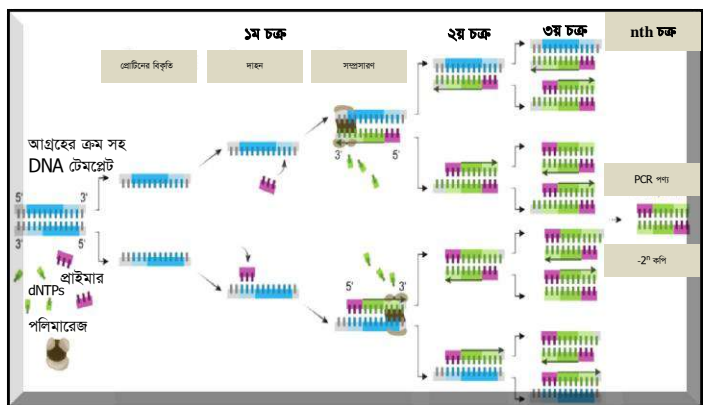 ১ম চক্র
২য় চক্র
৩য় চক্র
nth চক্র
প্রোটিনের বিকৃতি
দাহন
সম্প্রসারণ
আগ্রহের ক্রম সহ
DNA টেমপ্লেট
5' 3'
3' 5'
প্রাইমার
dNTPs
পলিমারেজ
3' 5'
5' 3'
PCR পণ্য
-2ⁿ কপি